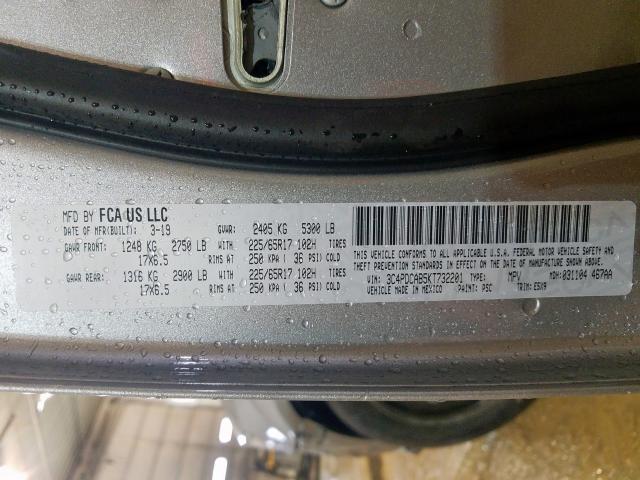 MFD BY FCA US LLC
DATE OF MFR(BUILT): 3-19 GVWR: 2405 KG 5300 LB
GAWR FRONT: 1248 KG 2750 LB WITH 225/65R17 102H TIRES
17X6.5 RIMS AT 250 KPA ( 36 PSI) COLD
GAWR REAR: 1316 KG 2900 LB WITH 225/65R17 102H TIRES
17X6.5 RIMS AT 250 KPA ( 36 PSI) COLD
THIS VEHICLE CONFORMS TO ALL APPLICABLE U.S.A. FEDERAL MOTOR VEHICLE SAFETY AND
THEFT PREVENTION STANDARDS IN EFFECT ON THE DATE OF MANUFACTURE SHOWN ABOVE.
VIN: 3C4PDCAB5KT732201 TYPE: MPV MDH: 031104 467AA
VEHICLE MADE IN MEXICO PAINT: PSC TRIM: E5X9